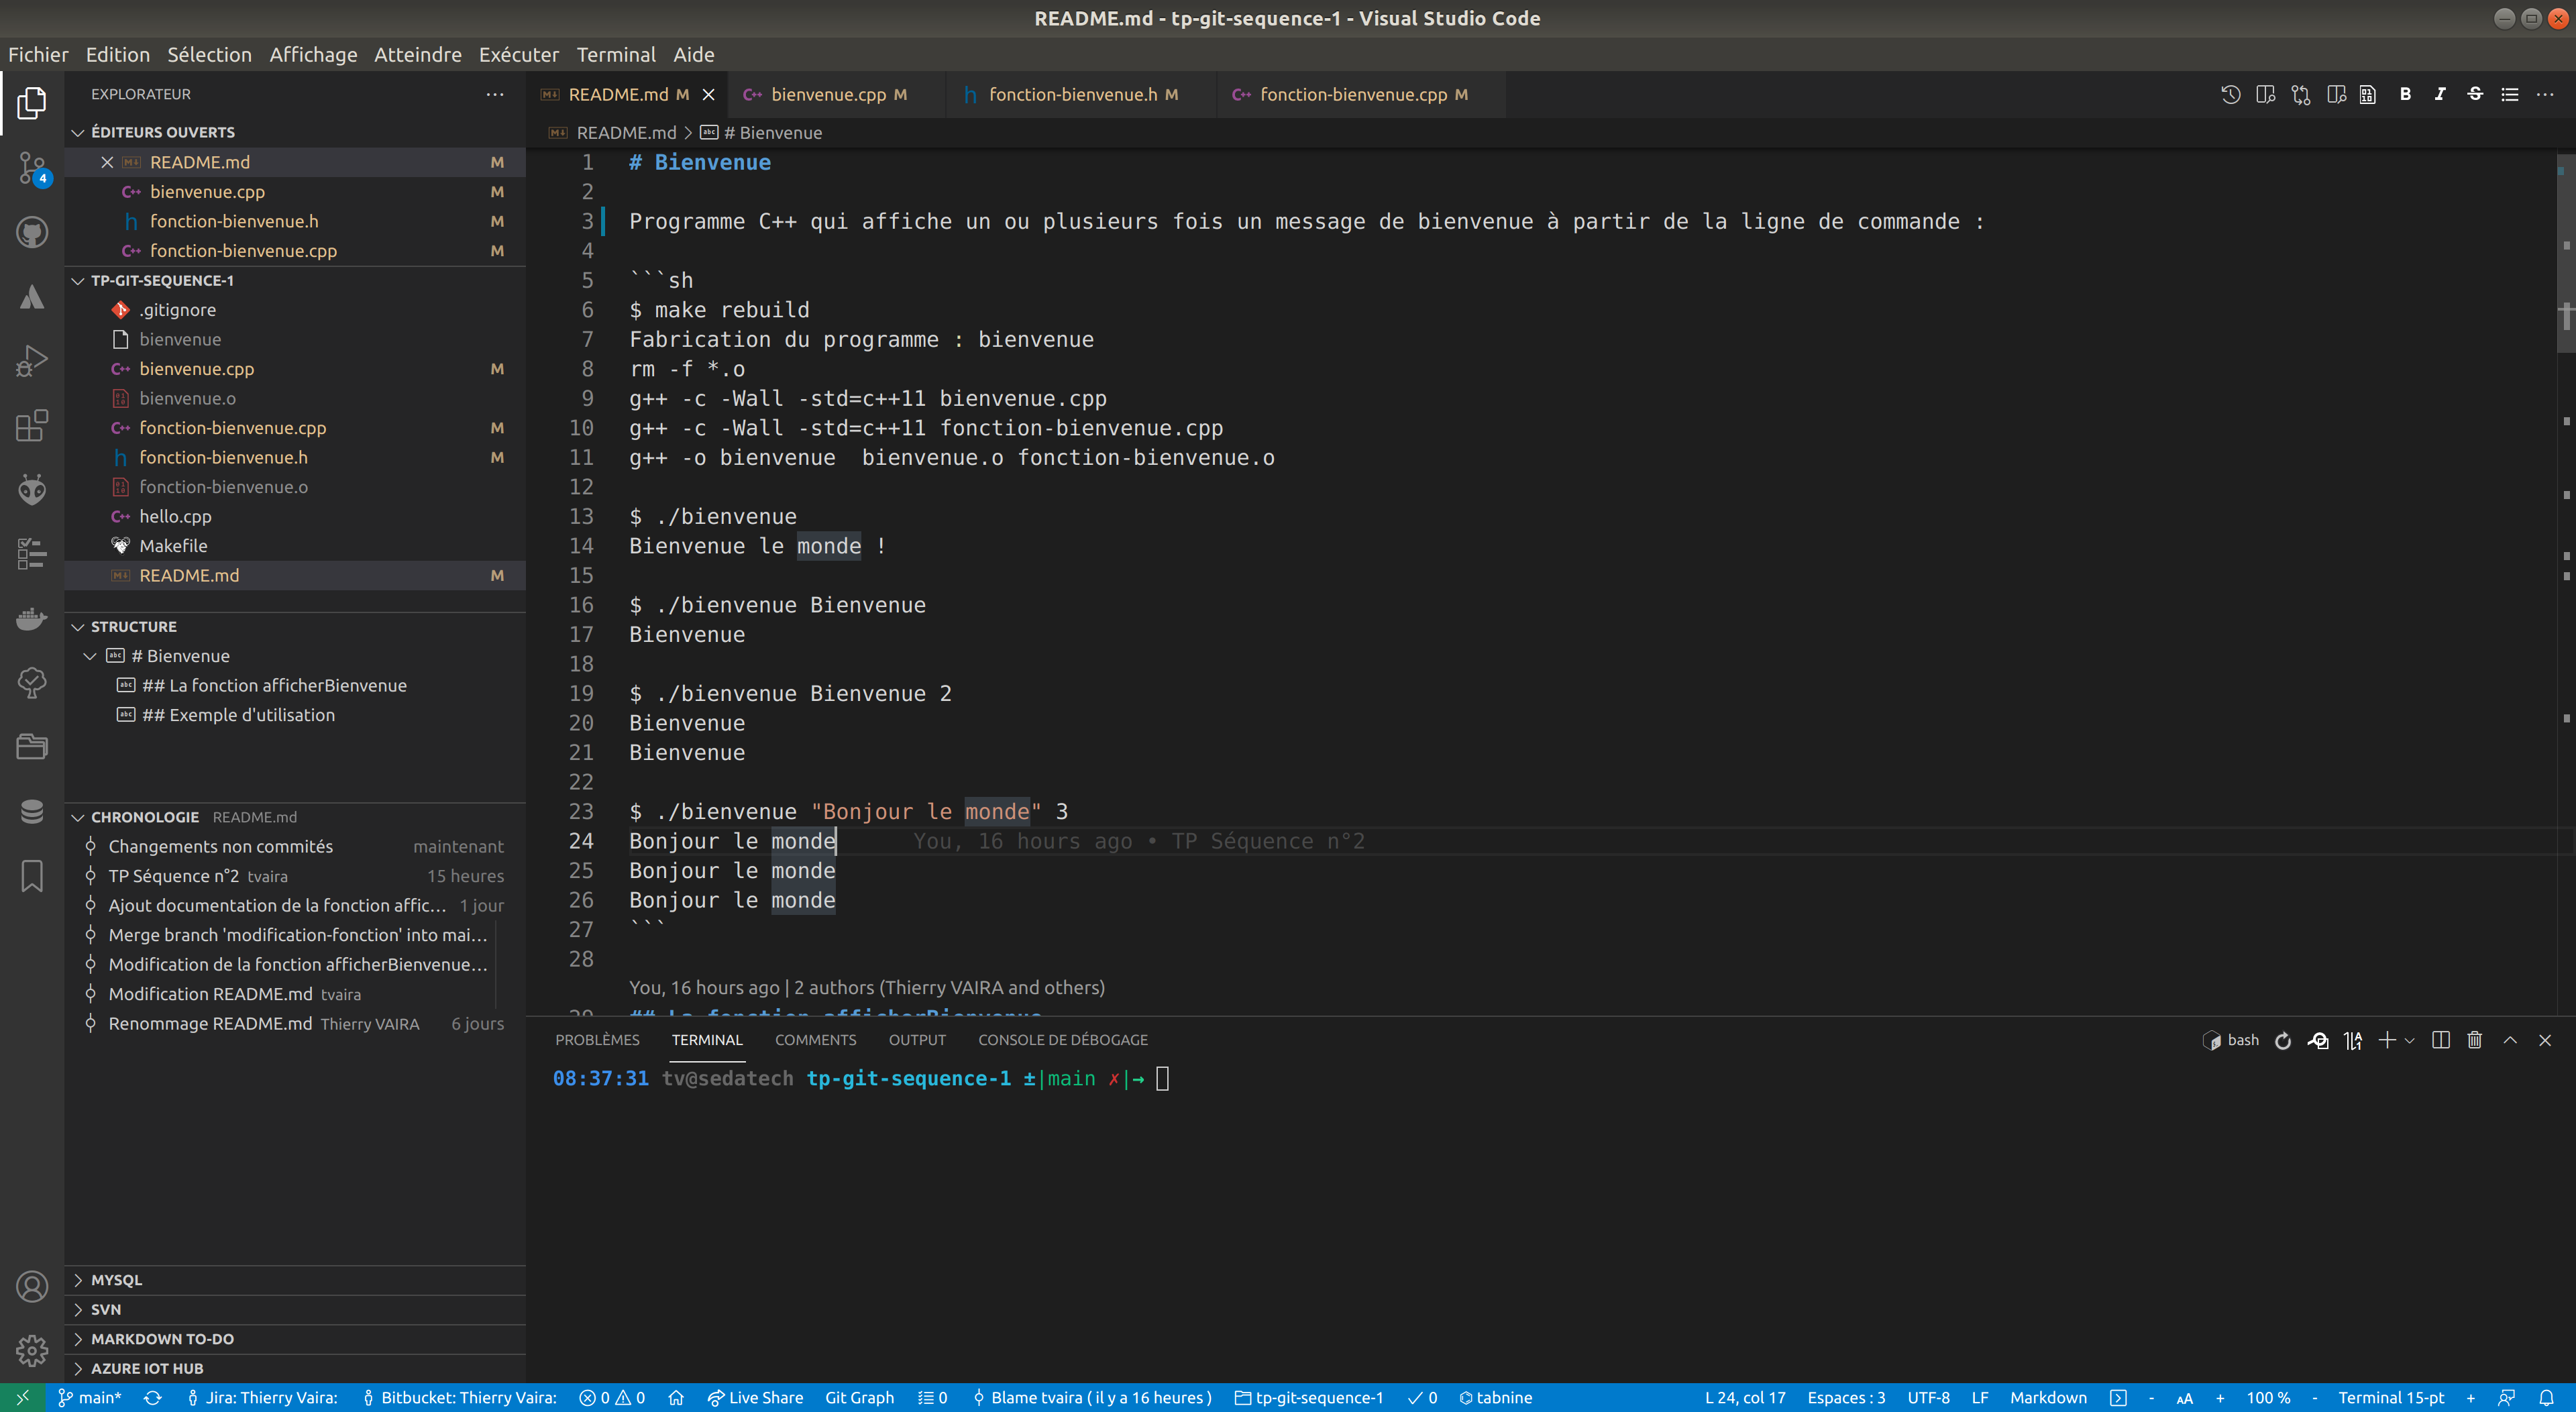 README.md - tp-git-sequence-1 - Visual Studio Code
Fichier Edition Sélection Affichage Atteindre Exécuter Terminal Aide
EXPLORATEUR
ÉDITEURS OUVERTS
README.md M
bienvenue.cpp M
fonction-bienvenue.h M
fonction-bienvenue.cpp M
4
TP-GIT-SEQUENCE-1
.gitignore
bienvenue
bienvenue.cpp M
bienvenue.o
fonction-bienvenue.cpp M
fonction-bienvenue.h M
fonction-bienvenue.o
hello.cpp
Makefile
README.md M
STRUCTURE
# Bienvenue
## La fonction afficherBienvenue
## Exemple d'utilisation
CHRONOLOGIE README.md
Changements non commités maintenant
TP Séquence n°2 tvaira 15 heures
Ajout documentation de la fonction affic... 1 jour
Merge branch 'modification-fonction' into mai...
Modification de la fonction afficherBienvenue...
Modification README.md tvaira
Renommage README.md Thierry VAIRA 6 jours
MYSQL
SVN
MARKDOWN TO-DO
AZURE IOT HUB
README.md M bienvenue.cpp M fonction-bienvenue.h M fonction-bienvenue.cpp M
README.md > # Bienvenue
1 # Bienvenue
2
3 Programme C++ qui affiche un ou plusieurs fois un message de bienvenue à partir de la ligne de commande :
4
5 ```sh
6 $ make rebuild
7 Fabrication du programme : bienvenue
8 rm -f *.o
9 g++ -c -Wall -std=c++11 bienvenue.cpp
10 g++ -c -Wall -std=c++11 fonction-bienvenue.cpp
11 g++ -o bienvenue  bienvenue.o fonction-bienvenue.o
12
13 $ ./bienvenue
14 Bienvenue le monde !
15
16 $ ./bienvenue Bienvenue
17 Bienvenue
18
19 $ ./bienvenue Bienvenue 2
20 Bienvenue
21 Bienvenue
22
23 $ ./bienvenue "Bonjour le monde" 3
24 Bonjour le monde You, 16 hours ago • TP Séquence n°2
25 Bonjour le monde
26 Bonjour le monde
27 ```
28
You, 16 hours ago | 2 authors (Thierry VAIRA and others)
29 ## La fonction afficherBienvenue
PROBLÈMES TERMINAL COMMENTS OUTPUT CONSOLE DE DÉBOGAGE
bash
08:37:31 tv@sedatech tp-git-sequence-1 ±|main ✗|→
main* Jira: Thierry Vaira: Bitbucket: Thierry Vaira: 0 0 Live Share Git Graph 0 Blame tvaira ( il y a 16 heures ) tp-git-sequence-1 0 tabnine L 24, col 17 Espaces : 3 UTF-8 LF Markdown - AA + 100 % - Terminal 15-pt +